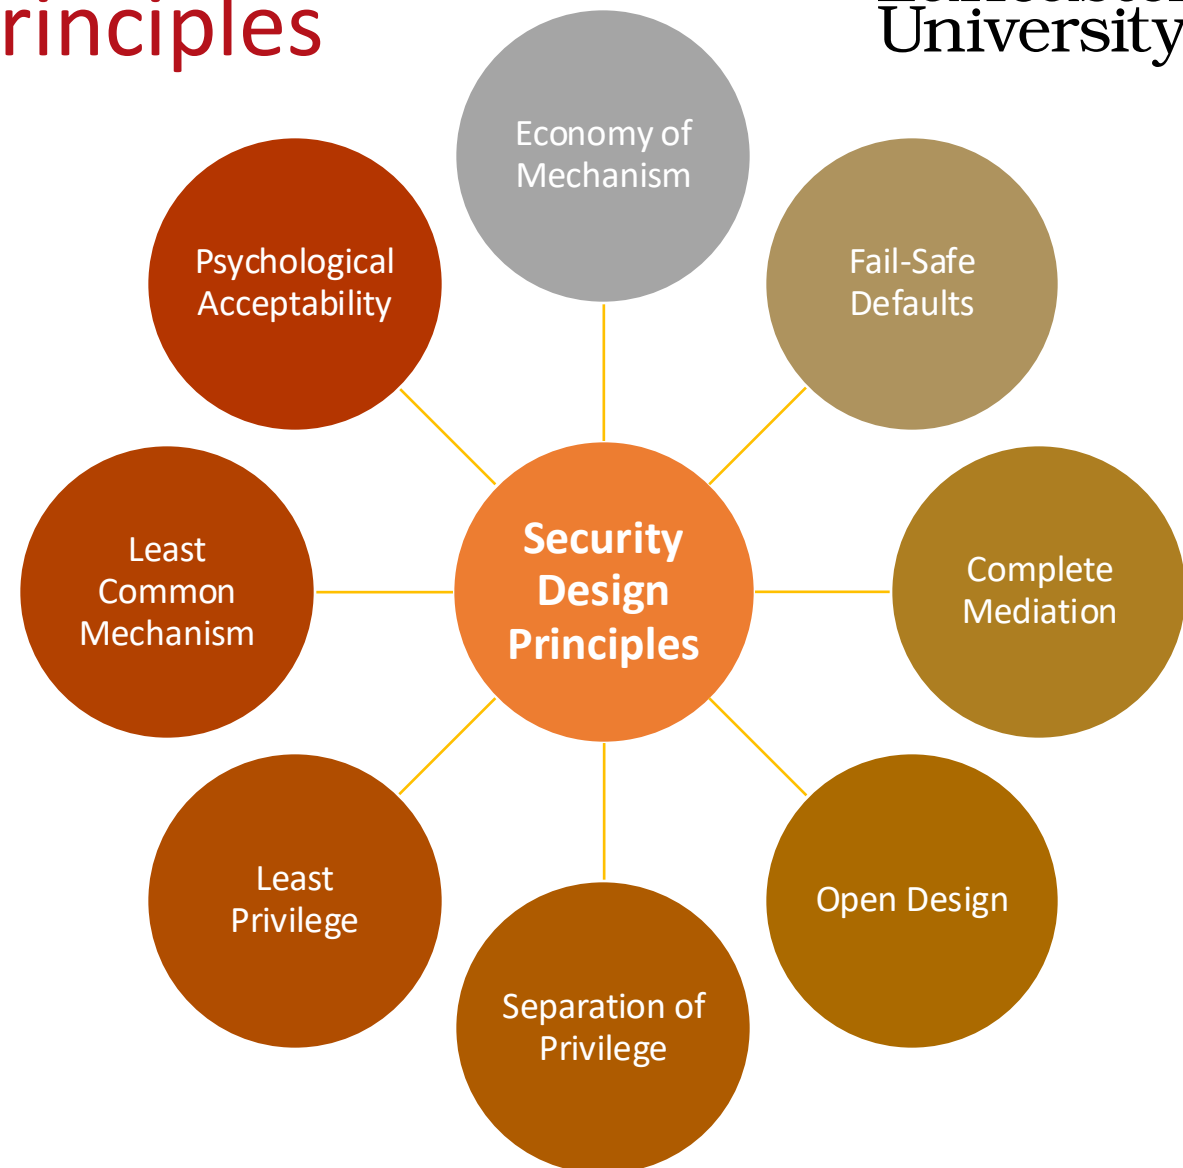 rinciples
University
Economy of
Mechanism
Fail-Safe
Defaults
Complete
Mediation
Open Design
Separation of
Privilege
Least
Privilege
Least
Common
Mechanism
Psychological
Acceptability
Security
Design
Principles